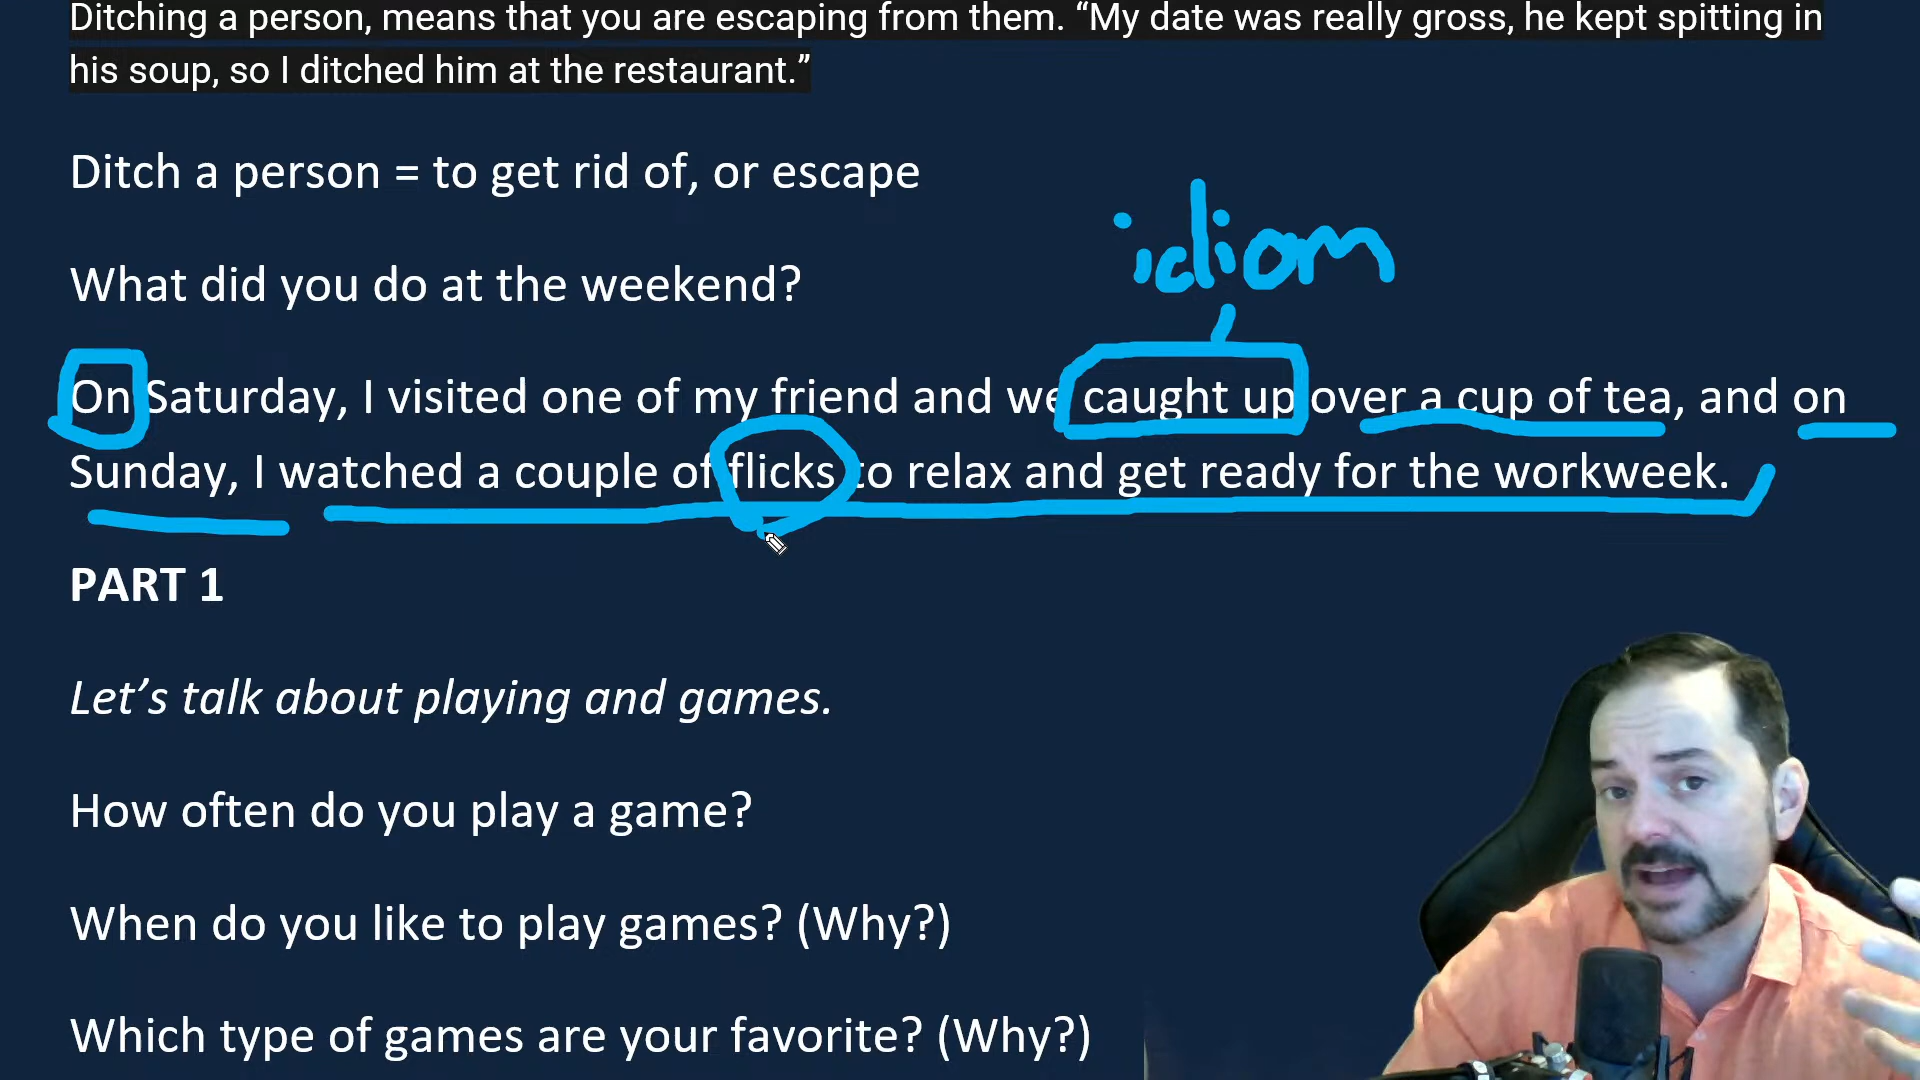 Ditching a person, means that you are escaping from them. “My date was really gross, he kept spitting in
his soup, so I ditched him at the restaurant.”
Ditch a person = to get rid of, or escape
idiom
What did you do at the weekend?
On Saturday, I visited one of my friend and we caught up over a cup of tea, and on
Sunday, I watched a couple of flicks to relax and get ready for the workweek.
PART 1
Let’s talk about playing and games.
How often do you play a game?
When do you like to play games? (Why?)
Which type of games are your favorite? (Why?)